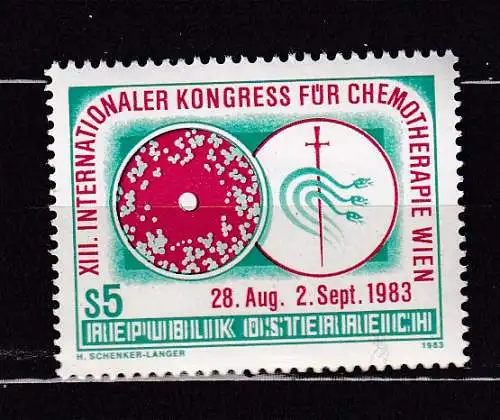 XIII. INTERNATIONALER KONGRESS FÜR CHEMOTHERAPIE WIEN
28. Aug. 2. Sept. 1983
S5
REPUBLIK ÖSTERREICH
H. SCHENKER-LANGER 1983